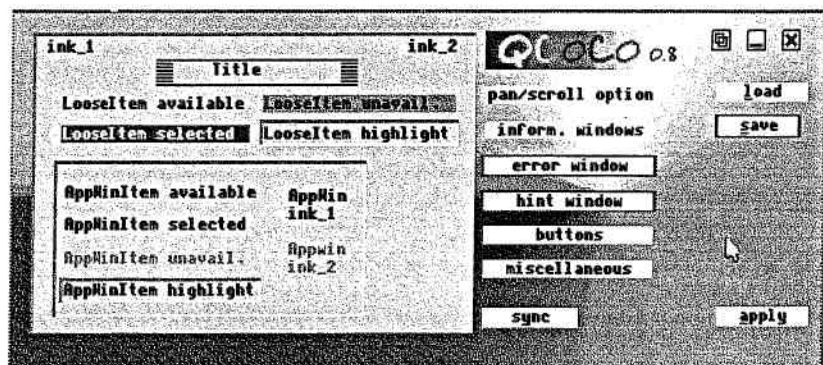 ink_1 ink_2
Title
LooseItem available LooseItem unavail.
LooseItem selected LooseItem highlight
AppWinItem available
AppWinItem selected
AppWinItem unavail.
AppWinItem highlight
AppWin
ink_1
Appwin
ink_2
QCoCo 0.8
pan/scroll option
inform. windows
error window
hint window
buttons
miscellaneous
sync
load
save
apply